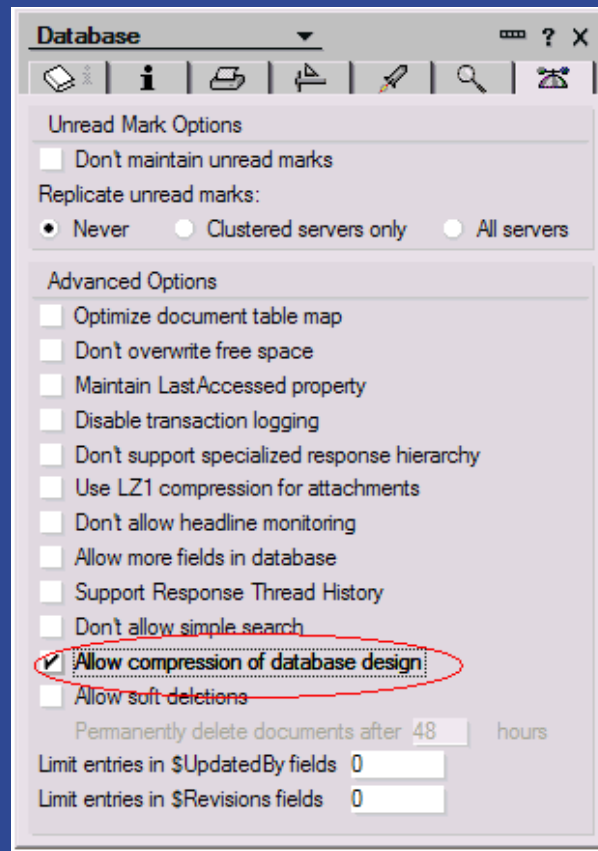 Database ? X
i
Unread Mark Options
Don't maintain unread marks
Replicate unread marks:
Never Clustered servers only All servers
Advanced Options
Optimize document table map
Don't overwrite free space
Maintain LastAccessed property
Disable transaction logging
Don't support specialized response hierarchy
Use LZ1 compression for attachments
Don't allow headline monitoring
Allow more fields in database
Support Response Thread History
Don't allow simple search
Allow compression of database design
Allow soft deletions
Permanently delete documents after 48 hours
Limit entries in $UpdatedBy fields 0
Limit entries in $Revisions fields 0